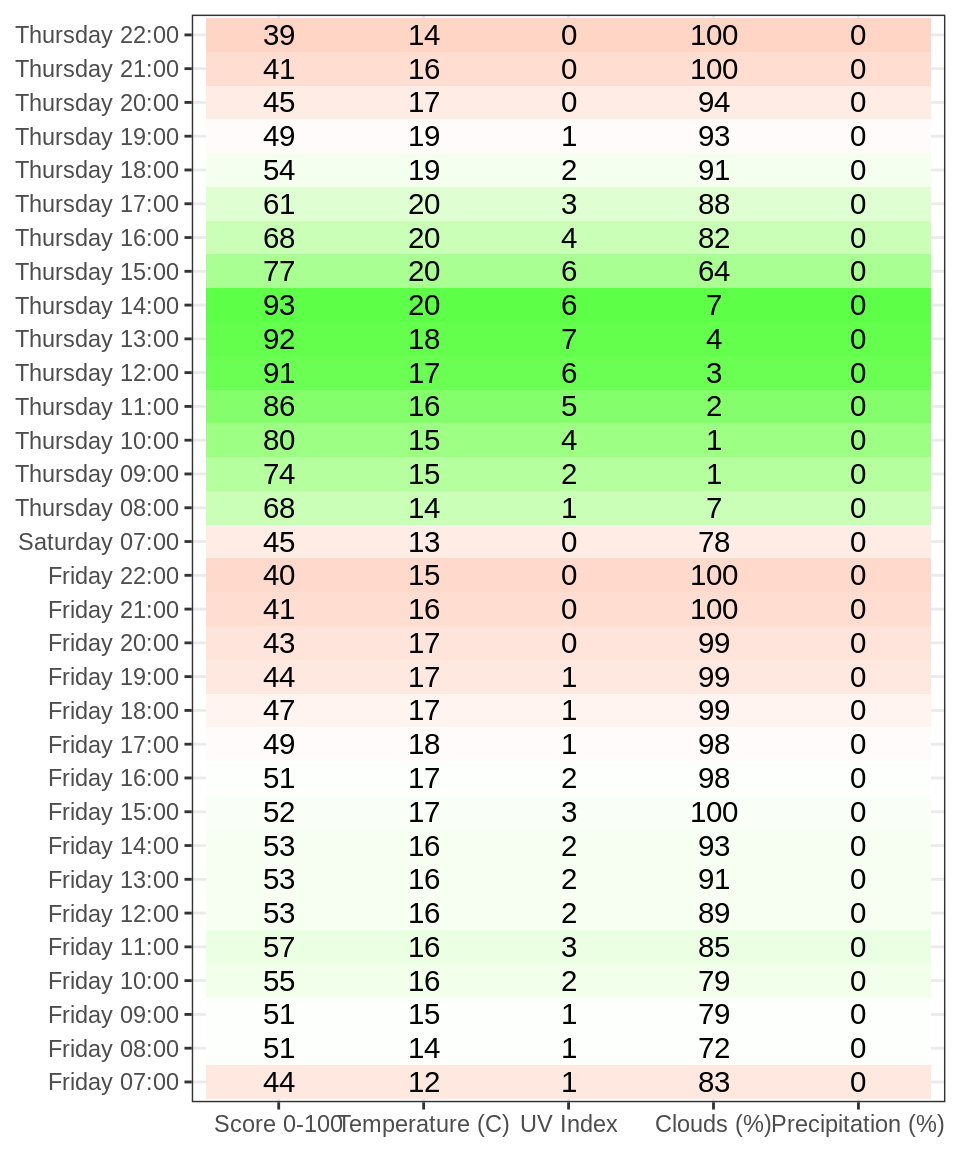 Thursday 22:00 39 14 0 100 0
Thursday 21:00 41 16 0 100 0
Thursday 20:00 45 17 0 94 0
Thursday 19:00 49 19 1 93 0
Thursday 18:00 54 19 2 91 0
Thursday 17:00 61 20 3 88 0
Thursday 16:00 68 20 4 82 0
Thursday 15:00 77 20 6 64 0
Thursday 14:00 93 20 6 7 0
Thursday 13:00 92 18 7 4 0
Thursday 12:00 91 17 6 3 0
Thursday 11:00 86 16 5 2 0
Thursday 10:00 80 15 4 1 0
Thursday 09:00 74 15 2 1 0
Thursday 08:00 68 14 1 7 0
Saturday 07:00 45 13 0 78 0
Friday 22:00 40 15 0 100 0
Friday 21:00 41 16 0 100 0
Friday 20:00 43 17 0 99 0
Friday 19:00 44 17 1 99 0
Friday 18:00 47 17 1 99 0
Friday 17:00 49 18 1 98 0
Friday 16:00 51 17 2 98 0
Friday 15:00 52 17 3 100 0
Friday 14:00 53 16 2 93 0
Friday 13:00 53 16 2 91 0
Friday 12:00 53 16 2 89 0
Friday 11:00 57 16 3 85 0
Friday 10:00 55 16 2 79 0
Friday 09:00 51 15 1 79 0
Friday 08:00 51 14 1 72 0
Friday 07:00 44 12 1 83 0
Score 0-100 Temperature (C) UV Index Clouds (%) Precipitation (%)